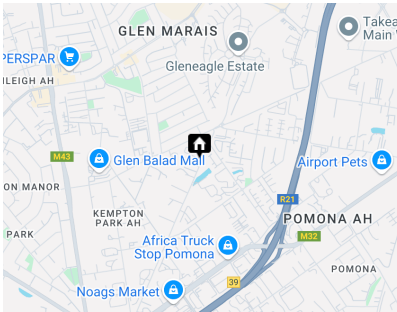 GLEN MARAIS
Takea
Main W
PERSPAR
Gleneagle Estate
NLEIGH AH
M43
Glen Balad Mall
Airport Pets
ON MANOR
R21
KEMPTON
PARK AH
POMONA AH
PARK
Africa Truck
Stop Pomona
M32
POMONA
39
Noags Market